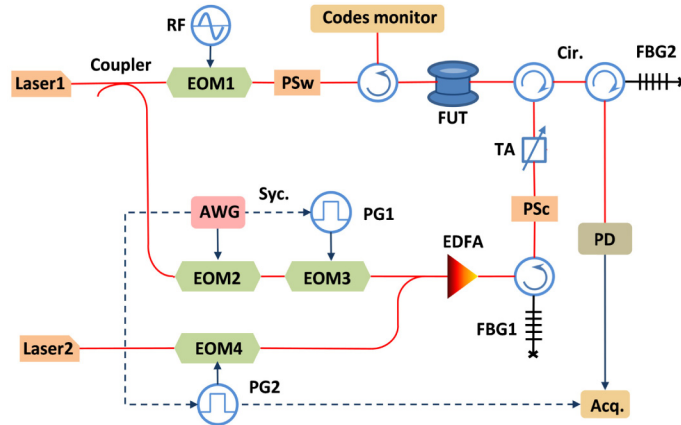 Codes monitor
RF
Coupler
Cir.
FBG2
Laser1
EOM1
PSw
FUT
TA
Syc.
AWG
PG1
PSc
EDFA
PD
EOM2
EOM3
FBG1
Laser2
EOM4
PG2
Acq.